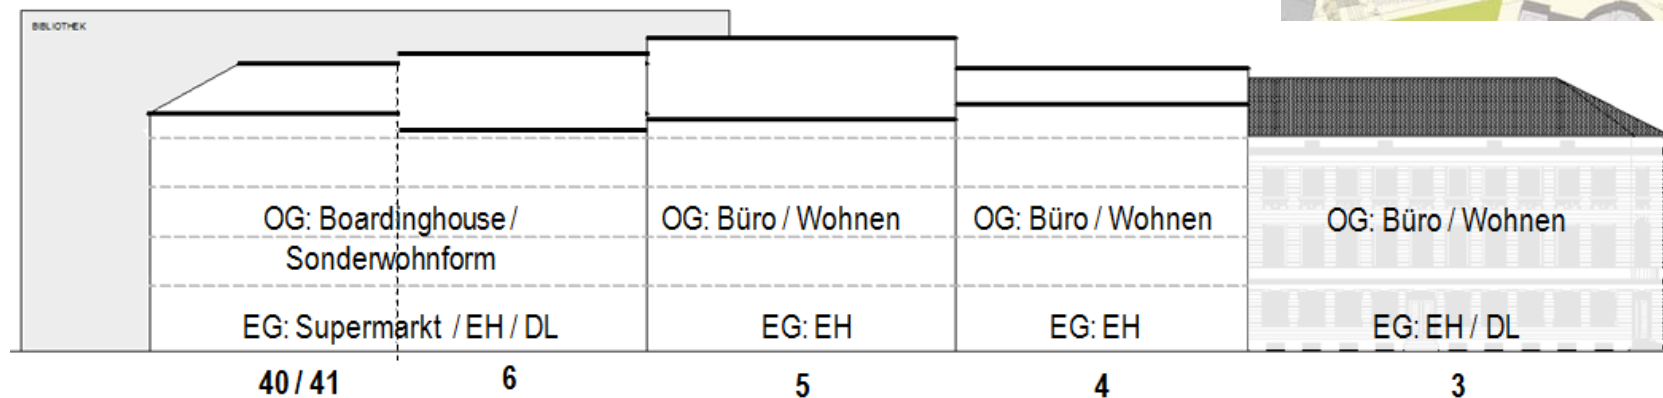 BIBLIOTHEK
OG: Boardinghouse /
Sonderwohnform
OG: Büro / Wohnen
OG: Büro / Wohnen
OG: Büro / Wohnen
EG: Supermarkt / EH / DL
EG: EH
EG: EH
EG: EH / DL
40 / 41
6
5
4
3